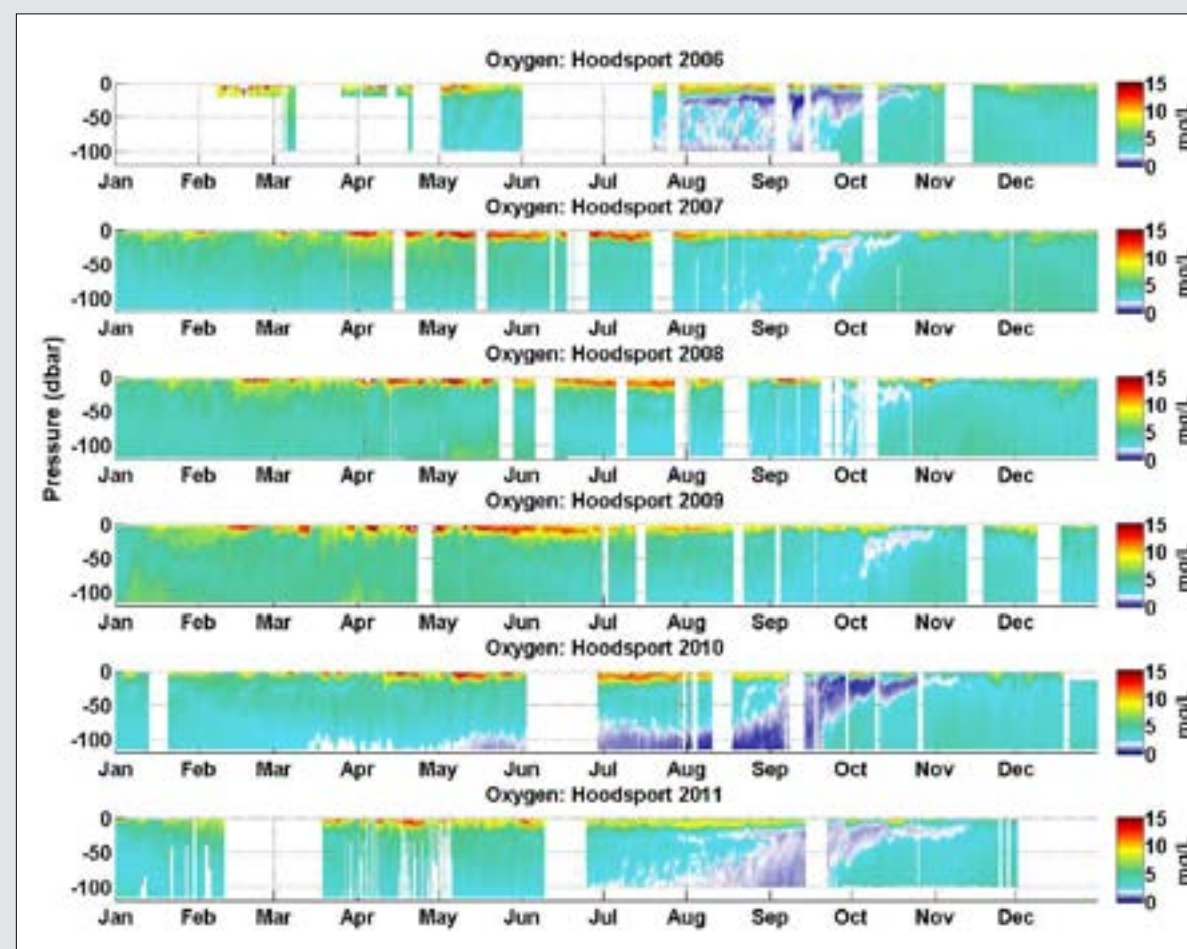 Oxygen: Hoodsport 2006
0
-50
-100
15
10
5
0
mg/L
Jan Feb Mar Apr May Jun Jul Aug Sep Oct Nov Dec
Oxygen: Hoodsport 2007
0
-50
-100
15
10
5
0
mg/L
Jan Feb Mar Apr May Jun Jul Aug Sep Oct Nov Dec
Oxygen: Hoodsport 2008
0
-50
-100
15
10
5
0
mg/L
Jan Feb Mar Apr May Jun Jul Aug Sep Oct Nov Dec
Pressure (dbar)
Oxygen: Hoodsport 2009
0
-50
-100
15
10
5
0
mg/L
Jan Feb Mar Apr May Jun Jul Aug Sep Oct Nov Dec
Oxygen: Hoodsport 2010
0
-50
-100
15
10
5
0
mg/L
Jan Feb Mar Apr May Jun Jul Aug Sep Oct Nov Dec
Oxygen: Hoodsport 2011
0
-50
-100
15
10
5
0
mg/L
Jan Feb Mar Apr May Jun Jul Aug Sep Oct Nov Dec